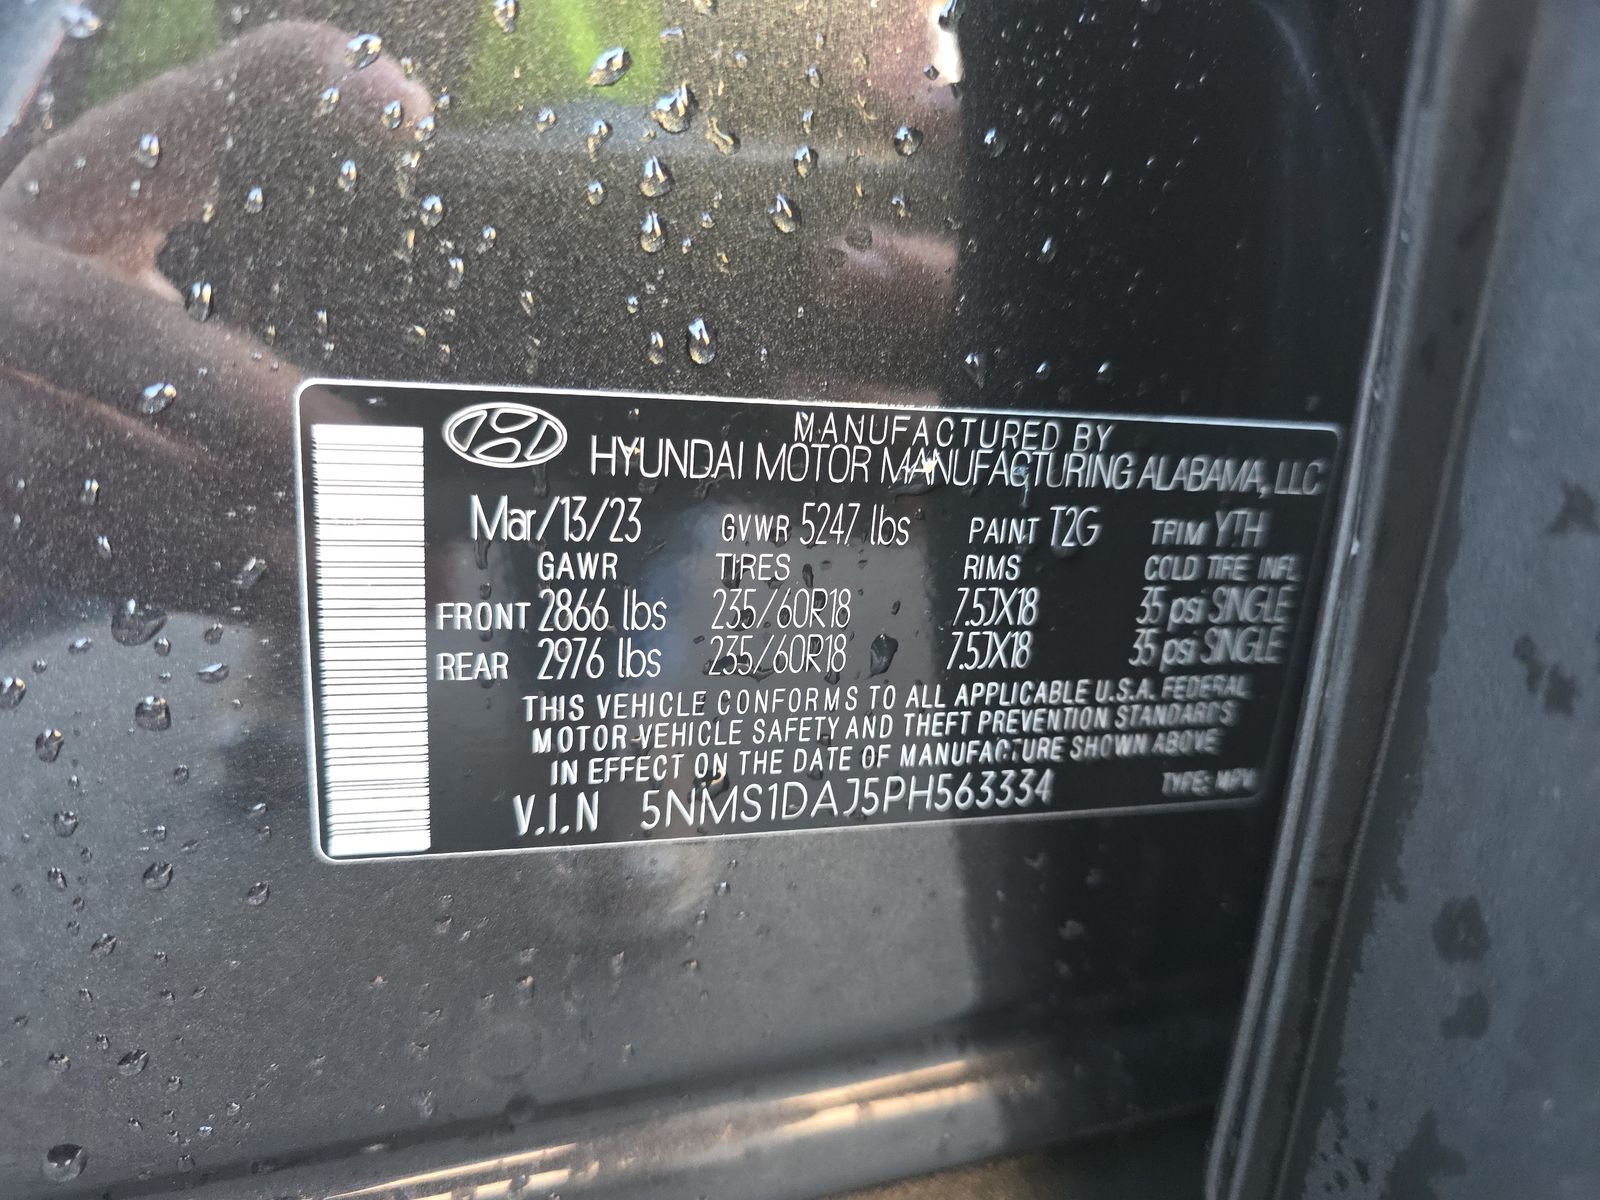 MANUFACTURED BY
HYUNDAI MOTOR MANUFACTURING ALABAMA, LLC
Mar/13/23 GVWR 5247 lbs PAINT T2G TRIM YTH
GAWR TIRES RIMS COLD TIRE INFL
FRONT 2866 lbs 235/60R18 7.5JX18 35 psi SINGLE
REAR 2976 lbs 235/60R18 7.5JX18 35 psi SINGLE
THIS VEHICLE CONFORMS TO ALL APPLICABLE U.S.A. FEDERAL
MOTOR VEHICLE SAFETY AND THEFT PREVENTION STANDARDS
IN EFFECT ON THE DATE OF MANUFACTURE SHOWN ABOVE
V.I.N 5NMS1DAJ5PH563334 TYPE: MPV